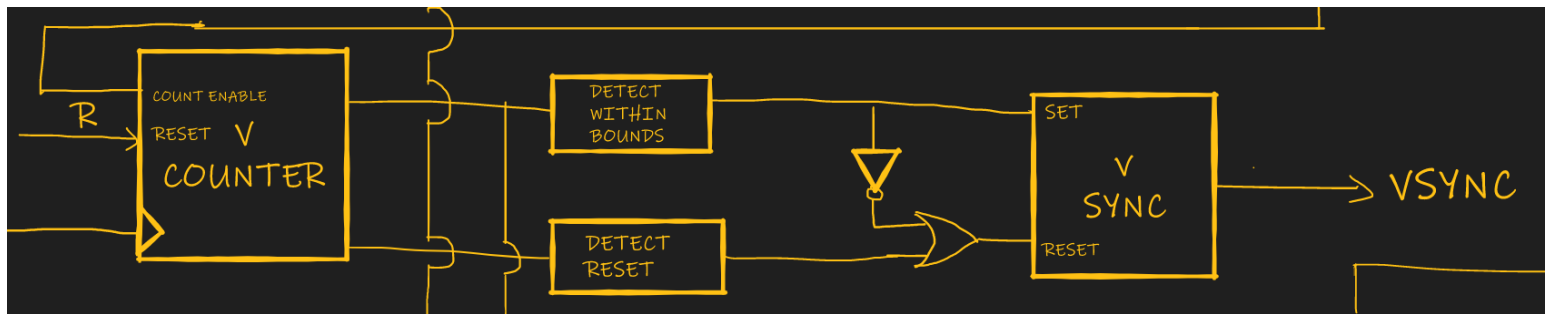 COUNT ENABLE
R
RESET V
COUNTER
DETECT
WITHIN
BOUNDS
DETECT
RESET
SET
V
SYNC
RESET
VSYNC